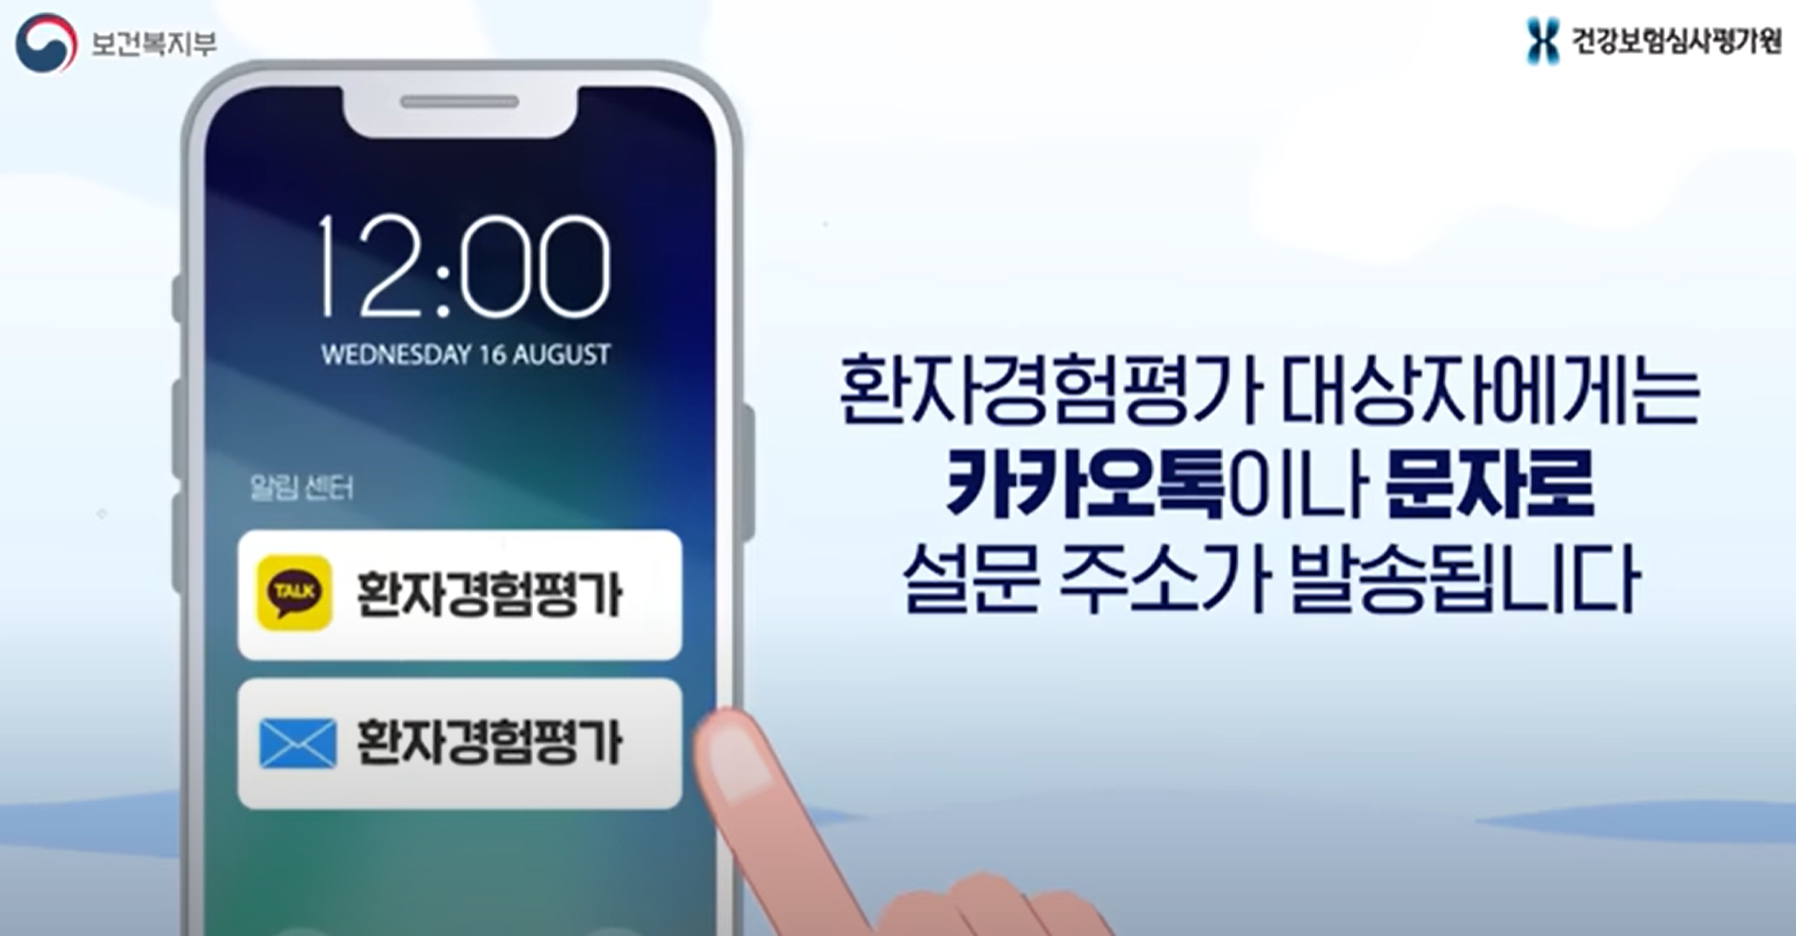 보건복지부
건강보험심사평가원
12:00
WEDNESDAY 16 AUGUST
알림 센터
TALK
환자경험평가
환자경험평가
환자경험평가 대상자에게는
카카오톡이나 문자로
설문 주소가 발송됩니다